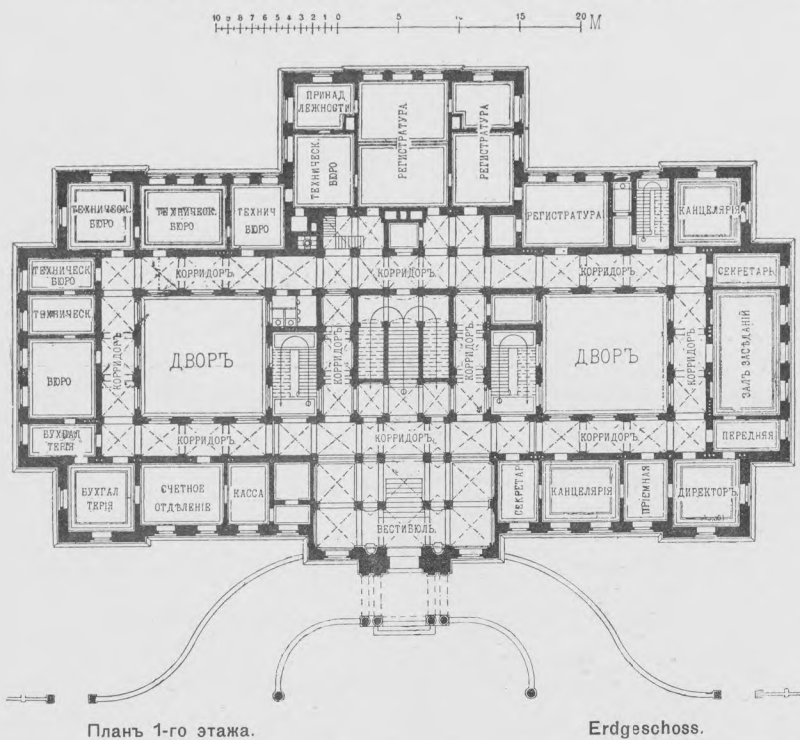 10 9 8 7 6 5 4 3 2 1 0 5 10 15 20 М
ПРИНАД
ЛЕЖНОСТИ
ТЕХНИЧЕСК.
БЮРО
РЕГИСТРАТУРА
РЕГИСТРАТУРА
ТЕХНИЧЕСК.
БЮРО
ТЕХНИЧЕСК.
БЮРО
ТЕХНИЧ
БЮРО
РЕГИСТРАТУРА
КАНЦЕЛЯРІЯ
ТЕХНИЧЕСК
БЮРО
КОРРИДОРЪ
КОРРИДОРЪ
КОРРИДОРЪ
СЕКРЕТАРЬ
ТЕХНИЧЕСК.
БЮРО
КОРРИДОРЪ
ДВОРЪ
КОРРИДОРЪ
КОРРИДОРЪ
ДВОРЪ
КОРРИДОРЪ
ЗАЛЪ ЗАСѢДАНІЙ
БУХГАЛ
ТЕРІЯ
КОРРИДОРЪ
КОРРИДОРЪ
КОРРИДОРЪ
ПЕРЕДНЯЯ
БУХГАЛ
ТЕРІЯ
СЧЕТНОЕ
ОТДѢЛЕНІЕ
КАССА
ВЕСТИБЮЛЬ
СЕКРЕТАР
КАНЦЕЛЯРІЯ
ПРІЕМНАЯ
ДИРЕКТОРЪ
Планъ 1-го этажа.
Erdgeschoss.